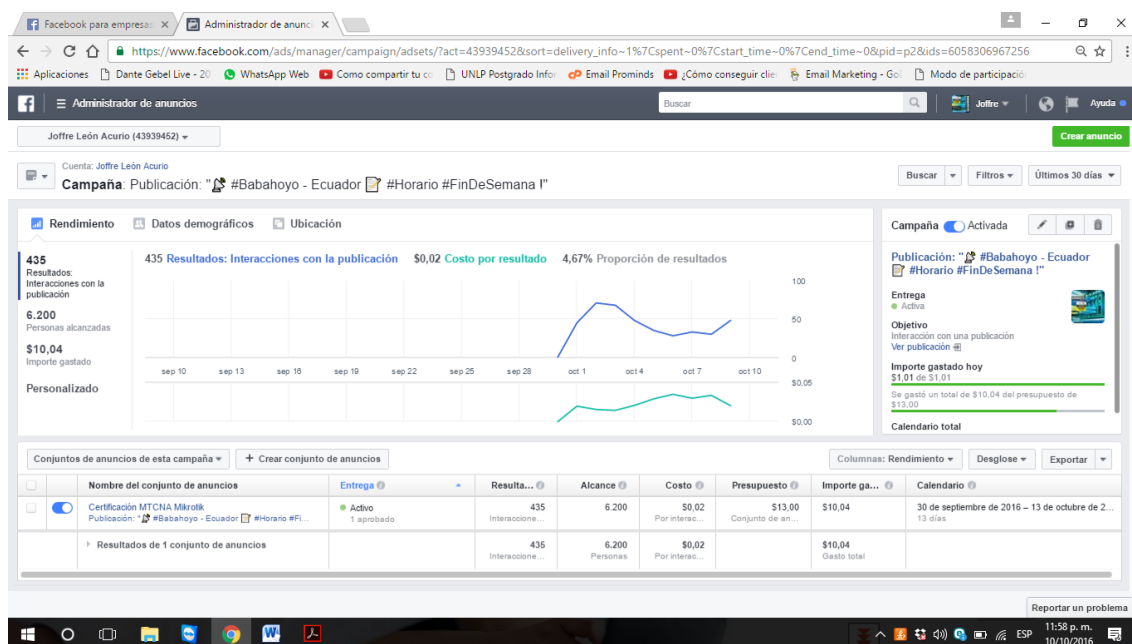 Facebook para empresas
Administrador de anunci
https://www.facebook.com/ads/manager/campaign/adsets/?act=43939452&sort=delivery_info~1%7Cspent~0%7Cstart_time~0%7Cend_time~0&pid=p2&ids=6058306967256
Aplicaciones Dante Gebel Live - 20 WhatsApp Web Como compartir tu co UNLP Postgrado Infor Email Prominds ¿Cómo conseguir clie Email Marketing - Gol Modo de participació
Administrador de anuncios Buscar Joffre Ayuda
Joffre León Acurio (43939452) Crear anuncio
Cuenta: Joffre León Acurio
Campaña: Publicación: "📡 #Babahoyo - Ecuador 📝 #Horario #FinDeSemana !"
Buscar Filtros Últimos 30 días
Rendimiento Datos demográficos Ubicación
435
Resultados:
Interacciones con la
publicación
6.200
Personas alcanzadas
$10,04
Importe gastado
Personalizado
435 Resultados: Interacciones con la publicación $0,02 Costo por resultado 4,67% Proporción de resultados
100
50
0
sep 10 sep 13 sep 16 sep 19 sep 22 sep 25 sep 28 oct 1 oct 4 oct 7 oct 10
$0,05
$0,00
Campaña Activada
Publicación: "📡 #Babahoyo - Ecuador
📝 #Horario #FinDeSemana !"
Entrega
Activa
Objetivo
Interacción con una publicación
Ver publicación
Importe gastado hoy
$1,01 de $1,01
Se gastó un total de $10,04 del presupuesto de
$13,00
Calendario total
Conjuntos de anuncios de esta campaña + Crear conjunto de anuncios Columnas: Rendimiento Desglose Exportar
Nombre del conjunto de anuncios Entrega Resulta... Alcance Costo Presupuesto Importe ga... Calendario
Certificación MTCNA Mikrotik Activo 435 6.200 $0,02 $13,00 $10,04 30 de septiembre de 2016 – 13 de octubre de 2...
Publicación: "📡 #Babahoyo - Ecuador 📝 #Horario #Fi... 1 aprobado Interaccione... Por interac... Conjunto de an... 13 días
Resultados de 1 conjunto de anuncios 435 6.200 $0,02 $10,04
Interaccione... Personas Por interac... Gasto total
Reportar un problema
ESP 11:58 p. m.
10/10/2016